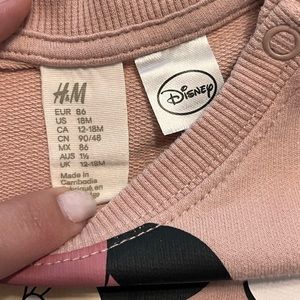 H&M
EUR 86
US 18M
CA 12-18M
CN 90/48
MX 86
AUS 1½
UK 12-18M
Made in
Cambodia
Disney